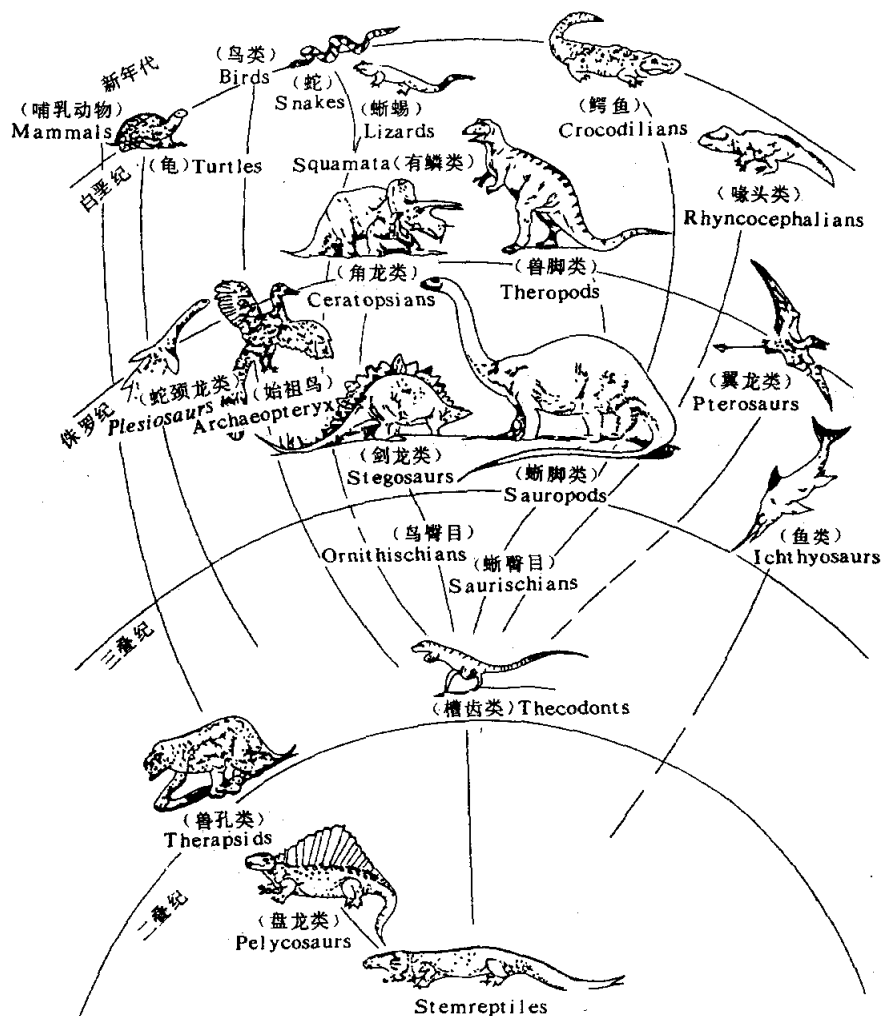 新年代
（鸟类）
Birds
（蛇）
Snakes
（哺乳动物）
Mammals
（蜥蜴）
Lizards
（鳄鱼）
Crocodilians
（龟）Turtles
白垩纪
Squamata（有鳞类）
（喙头类）
Rhyncocephalians
（角龙类）
Ceratopsians
（兽脚类）
Theropods
侏罗纪
（蛇颈龙类）
Plesiosaurs
（始祖鸟）
Archaeopteryx
（翼龙类）
Pterosaurs
（剑龙类）
Stegosaurs
（蜥脚类）
Sauropods
（鱼类）
Ichthyosaurs
（鸟臀目）
Ornithischians
（蜥臀目）
Saurischians
三叠纪
（槽齿类）Thecodonts
（兽孔类）
Therapsids
二叠纪
（盘龙类）
Pelycosaurs
Stemreptiles